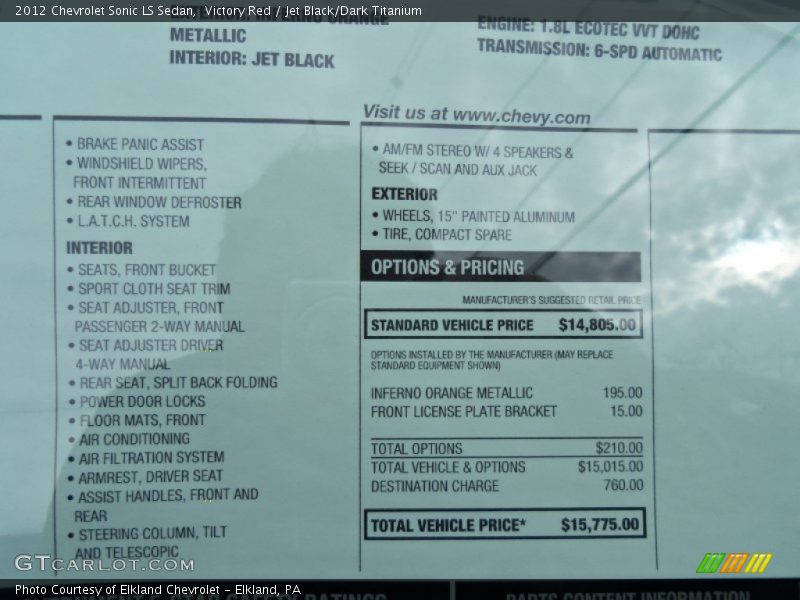 2012 Chevrolet Sonic LS Sedan, Victory Red / Jet Black/Dark Titanium
EXTERIOR: INFERNO ORANGE
METALLIC
INTERIOR: JET BLACK
ENGINE: 1.8L ECOTEC VVT DOHC
TRANSMISSION: 6-SPD AUTOMATIC
Visit us at www.chevy.com
• BRAKE PANIC ASSIST
• WINDSHIELD WIPERS,
FRONT INTERMITTENT
• REAR WINDOW DEFROSTER
• L.A.T.C.H. SYSTEM
INTERIOR
• SEATS, FRONT BUCKET
• SPORT CLOTH SEAT TRIM
• SEAT ADJUSTER, FRONT
PASSENGER 2-WAY MANUAL
• SEAT ADJUSTER DRIVER
4-WAY MANUAL
• REAR SEAT, SPLIT BACK FOLDING
• POWER DOOR LOCKS
• FLOOR MATS, FRONT
• AIR CONDITIONING
• AIR FILTRATION SYSTEM
• ARMREST, DRIVER SEAT
• ASSIST HANDLES, FRONT AND
REAR
• STEERING COLUMN, TILT
AND TELESCOPIC
• AM/FM STEREO W/ 4 SPEAKERS &
SEEK / SCAN AND AUX JACK
EXTERIOR
• WHEELS, 15" PAINTED ALUMINUM
• TIRE, COMPACT SPARE
OPTIONS & PRICING
MANUFACTURER'S SUGGESTED RETAIL PRICE
STANDARD VEHICLE PRICE $14,805.00
OPTIONS INSTALLED BY THE MANUFACTURER (MAY REPLACE
STANDARD EQUIPMENT SHOWN)
INFERNO ORANGE METALLIC 195.00
FRONT LICENSE PLATE BRACKET 15.00
TOTAL OPTIONS $210.00
TOTAL VEHICLE & OPTIONS $15,015.00
DESTINATION CHARGE 760.00
TOTAL VEHICLE PRICE* $15,775.00
GTCARLOT.COM
Photo Courtesy of Elkland Chevrolet – Elkland, PA
PARTS CONTENT INFORMATION